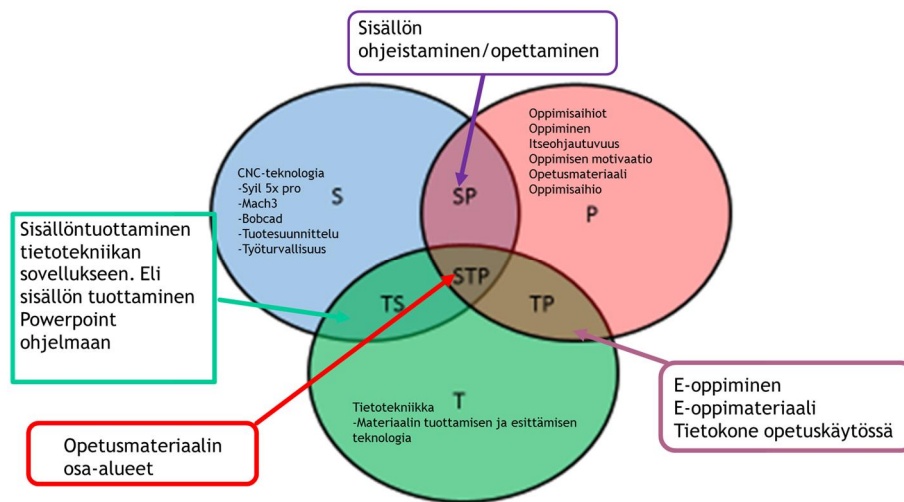 Sisällön
ohjeistaminen/opettaminen
Oppimisaihiot
Oppiminen
Itseohjautuvuus
Oppimisen motivaatio
Opetusmateriaali
Oppimisaihio
CNC-teknologia
-Syil 5x pro
-Mach3
-Bobcad
-Tuotesuunnittelu
-Työturvallisuus
S
SP
P
Sisällöntuottaminen
tietotekniikan
sovellukseen. Eli
sisällön tuottaminen
Powerpoint
ohjelmaan
STP
TS
TP
T
Tietotekniikka
-Materiaalin tuottamisen ja esittämisen
teknologia
E-oppiminen
E-oppimateriaali
Tietokone opetuskäytössä
Opetusmateriaalin
osa-alueet